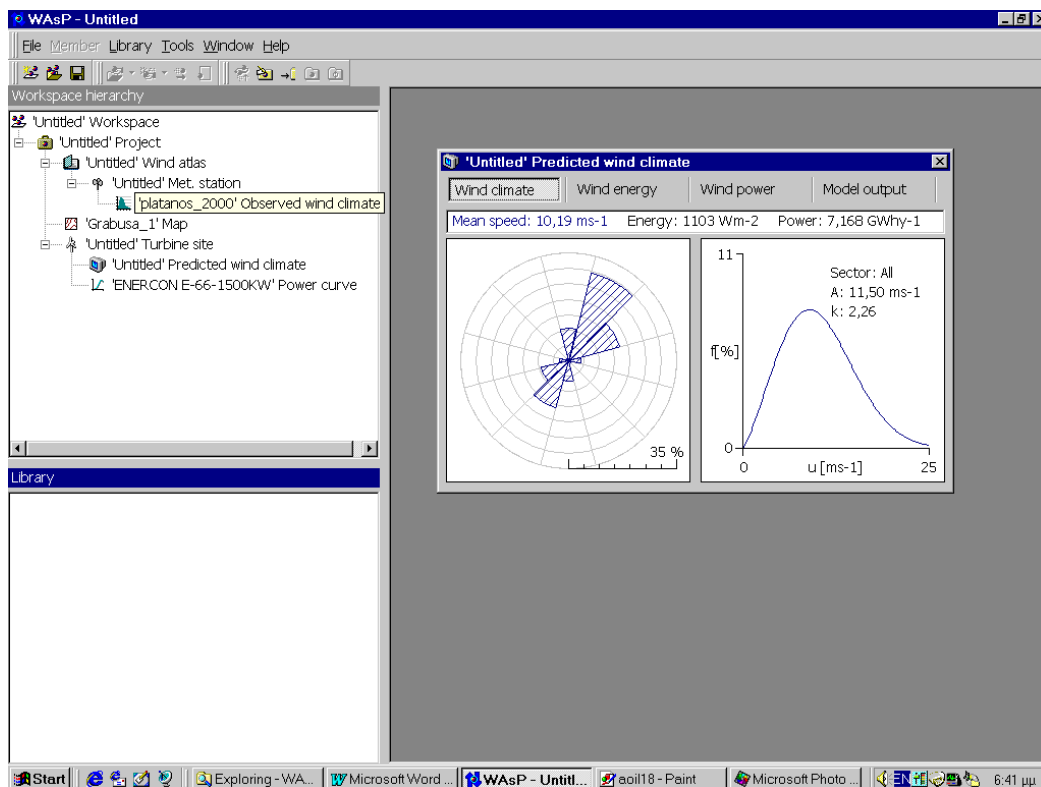 WAsP - Untitled
File Member Library Tools Window Help
Workspace hierarchy
'Untitled' Workspace
'Untitled' Project
'Untitled' Wind atlas
'Untitled' Met. station
'platanos_2000' Observed wind climate
'Grabusa_1' Map
'Untitled' Turbine site
'Untitled' Predicted wind climate
'ENERCON E-66-1500KW' Power curve
Library
'Untitled' Predicted wind climate
Wind climate Wind energy Wind power Model output
Mean speed: 10,19 ms-1 Energy: 1103 Wm-2 Power: 7,168 GWhy-1
35 %
11
Sector: All
A: 11,50 ms-1
k: 2,26
f[%]
0
0 u [ms-1] 25
Start Exploring - WA... Microsoft Word ... WAsP - Untitl... aoil18 - Paint Microsoft Photo ... EN 6:41 μμ